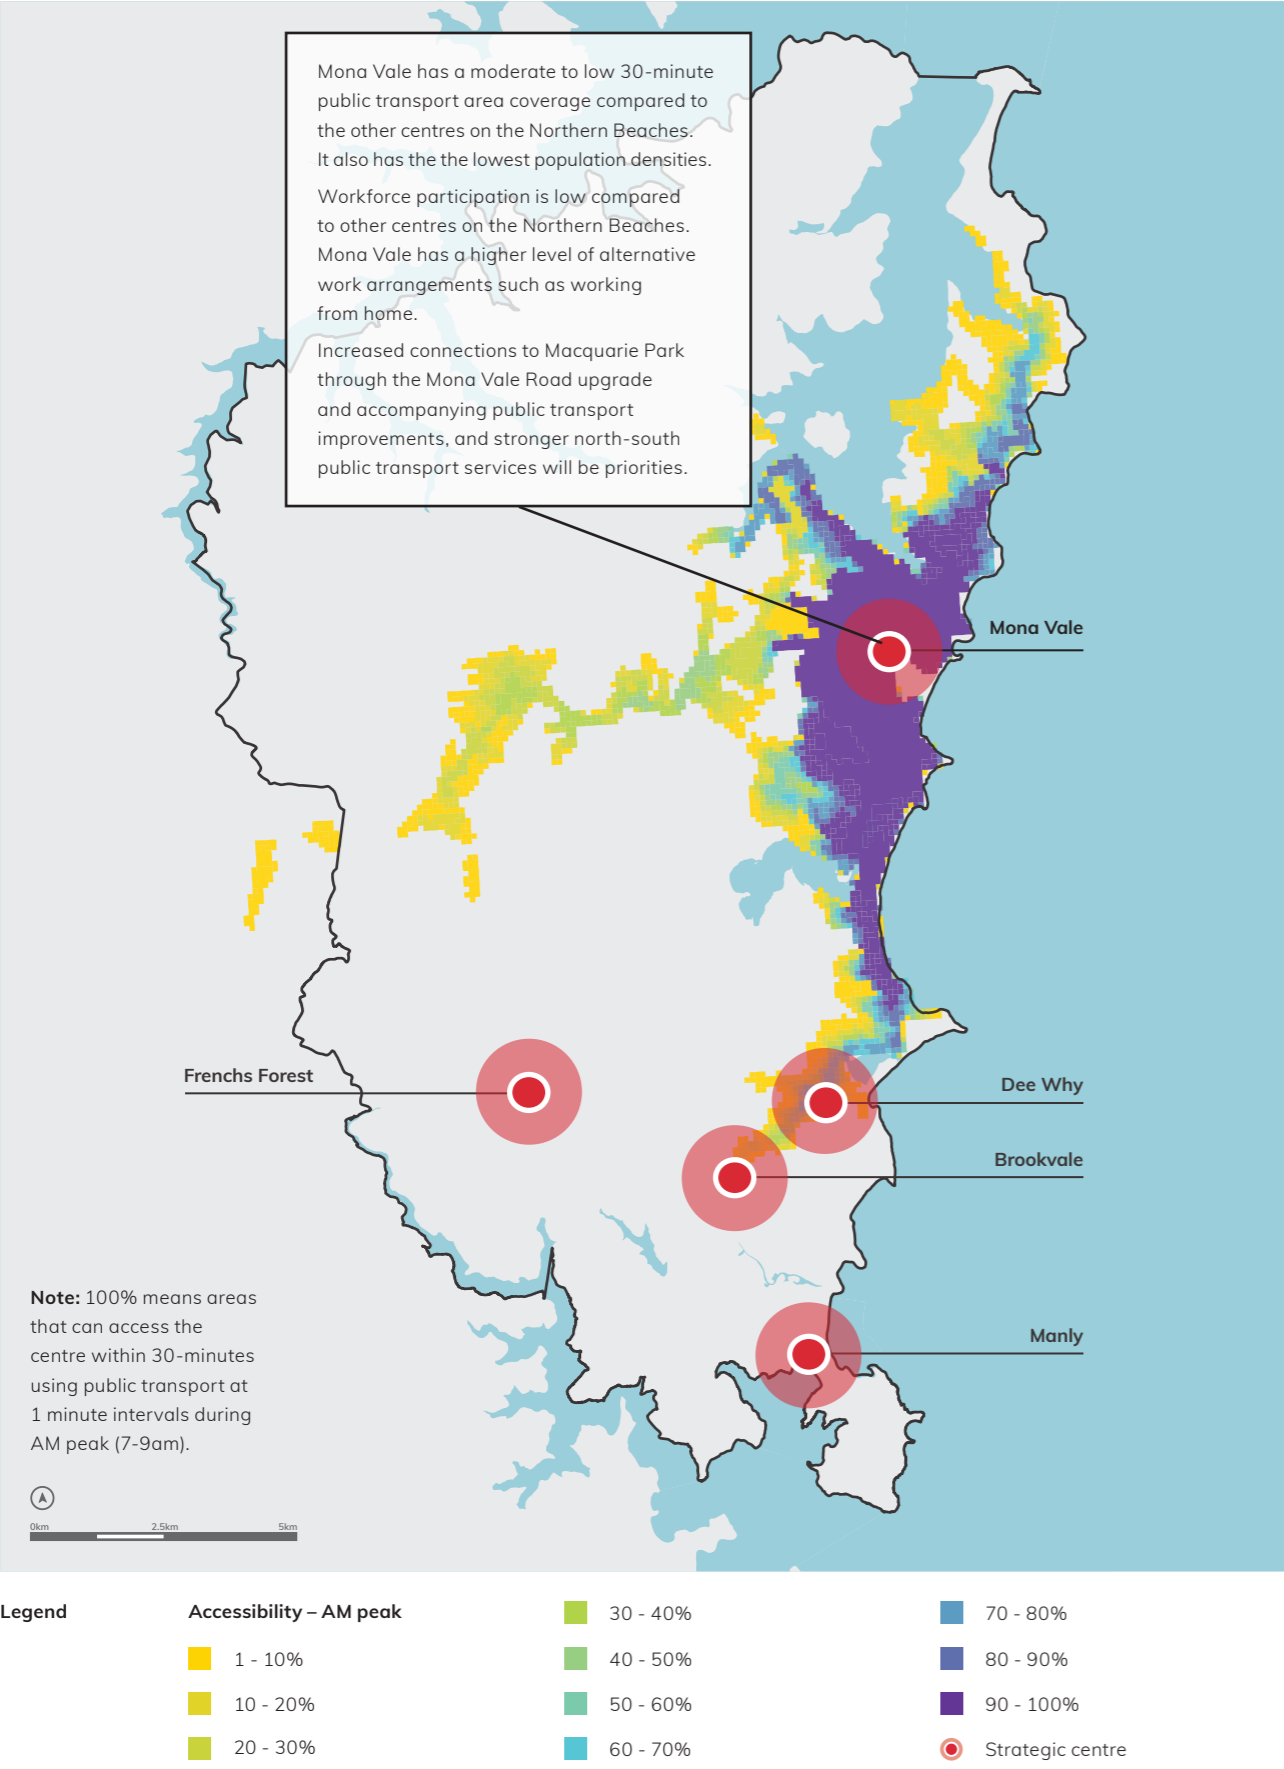 Mona Vale has a moderate to low 30-minute
public transport area coverage compared to
the other centres on the Northern Beaches.
It also has the the lowest population densities.
Workforce participation is low compared
to other centres on the Northern Beaches.
Mona Vale has a higher level of alternative
work arrangements such as working
from home.
Increased connections to Macquarie Park
through the Mona Vale Road upgrade
and accompanying public transport
improvements, and stronger north-south
public transport services will be priorities.
Mona Vale
Frenchs Forest
Dee Why
Brookvale
Manly
Note: 100% means areas
that can access the
centre within 30-minutes
using public transport at
1 minute intervals during
AM peak (7-9am).
0km 2.5km 5km
Legend
Accessibility – AM peak
1 - 10%
10 - 20%
20 - 30%
30 - 40%
40 - 50%
50 - 60%
60 - 70%
70 - 80%
80 - 90%
90 - 100%
Strategic centre